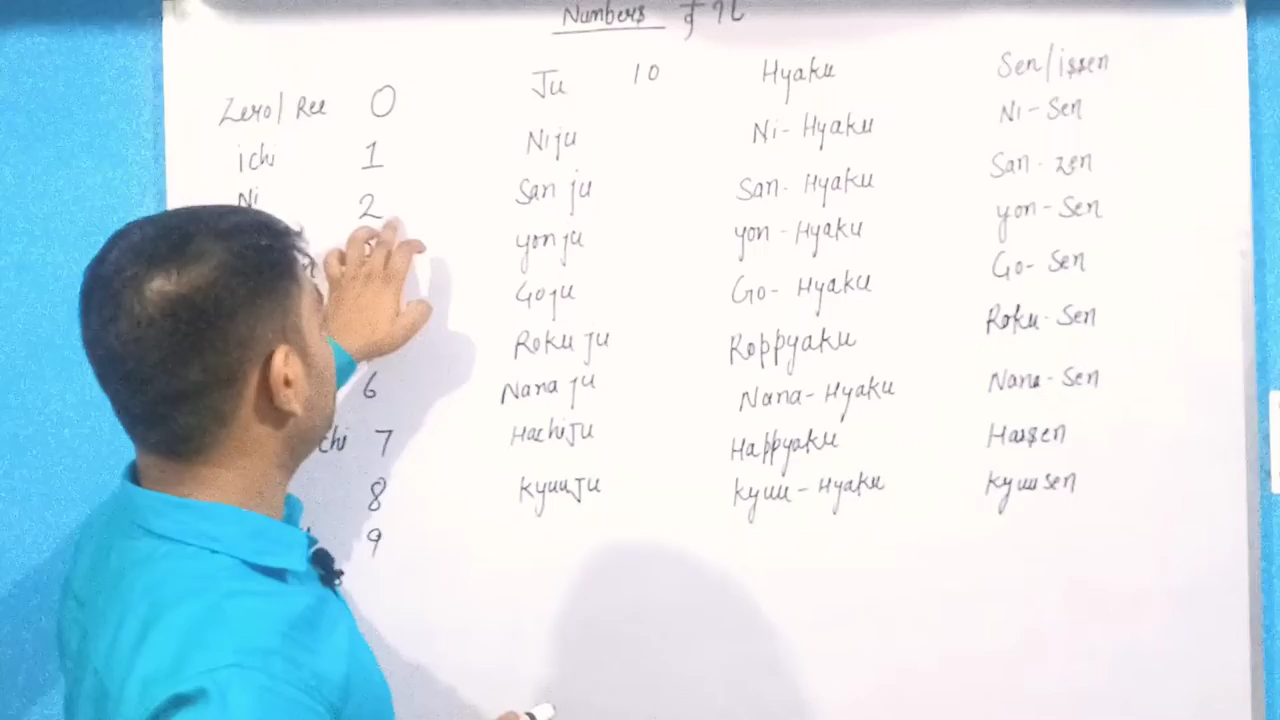 Numbers
Zero/Ree 0 Ju 10 Hyaku Sen/issen
ichi 1 Niju Ni-Hyaku Ni-Sen
Ni 2 San ju San-Hyaku San-zen
yonju yon-Hyaku yon-Sen
Goju Go-Hyaku Go-Sen
Roku ju Roppyaku Roku-Sen
6 Nana ju Nana-Hyaku Nana-Sen
chi 7 Hachiju Happyaku Hassen
8 Kyuuju Kyuu-Hyaku Kyuusen
9